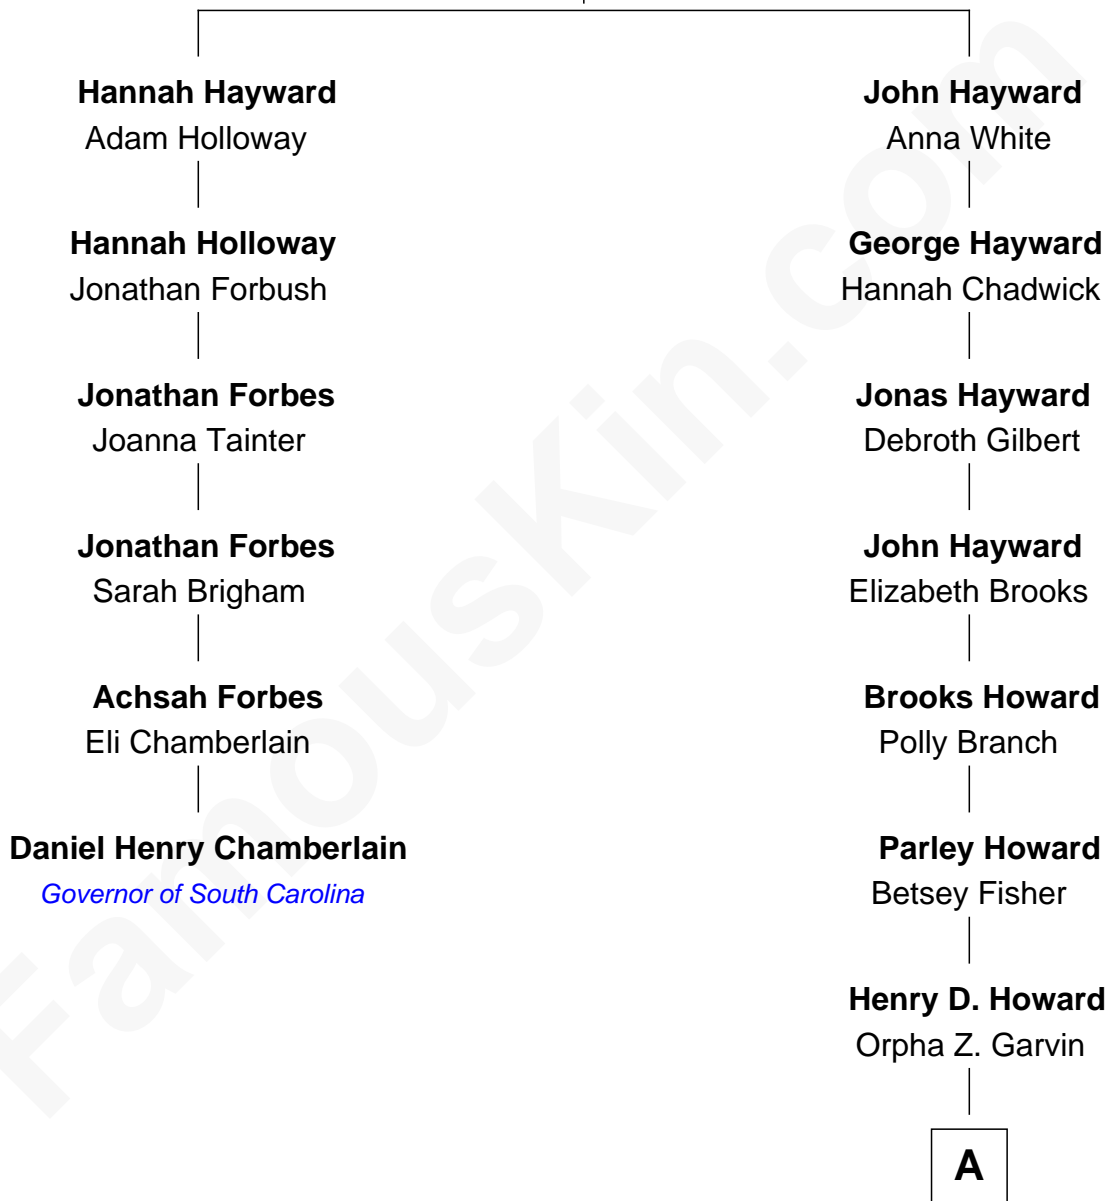 Hannah Hayward
Adam Holloway
Hannah Holloway
Jonathan Forbush
Jonathan Forbes
Joanna Tainter
Jonathan Forbes
Sarah Brigham
Achsah Forbes
Eli Chamberlain
Daniel Henry Chamberlain
Governor of South Carolina
John Hayward
Anna White
George Hayward
Hannah Chadwick
Jonas Hayward
Debroth Gilbert
John Hayward
Elizabeth Brooks
Brooks Howard
Polly Branch
Parley Howard
Betsey Fisher
Henry D. Howard
Orpha Z. Garvin
A
FamousKin.com